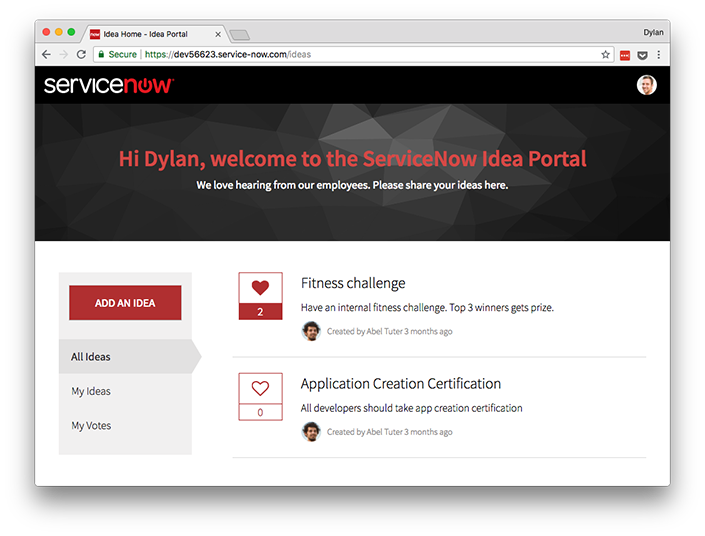 Idea Home - Idea Portal
Dylan
Secure
https://dev56623.service-now.com/ideas
servicenow
Hi Dylan, welcome to the ServiceNow Idea Portal
We love hearing from our employees. Please share your ideas here.
ADD AN IDEA
All Ideas
My Ideas
My Votes
2
Fitness challenge
Have an internal fitness challenge. Top 3 winners gets prize.
Created by Abel Tuter 3 months ago
0
Application Creation Certification
All developers should take app creation certification
Created by Abel Tuter 3 months ago